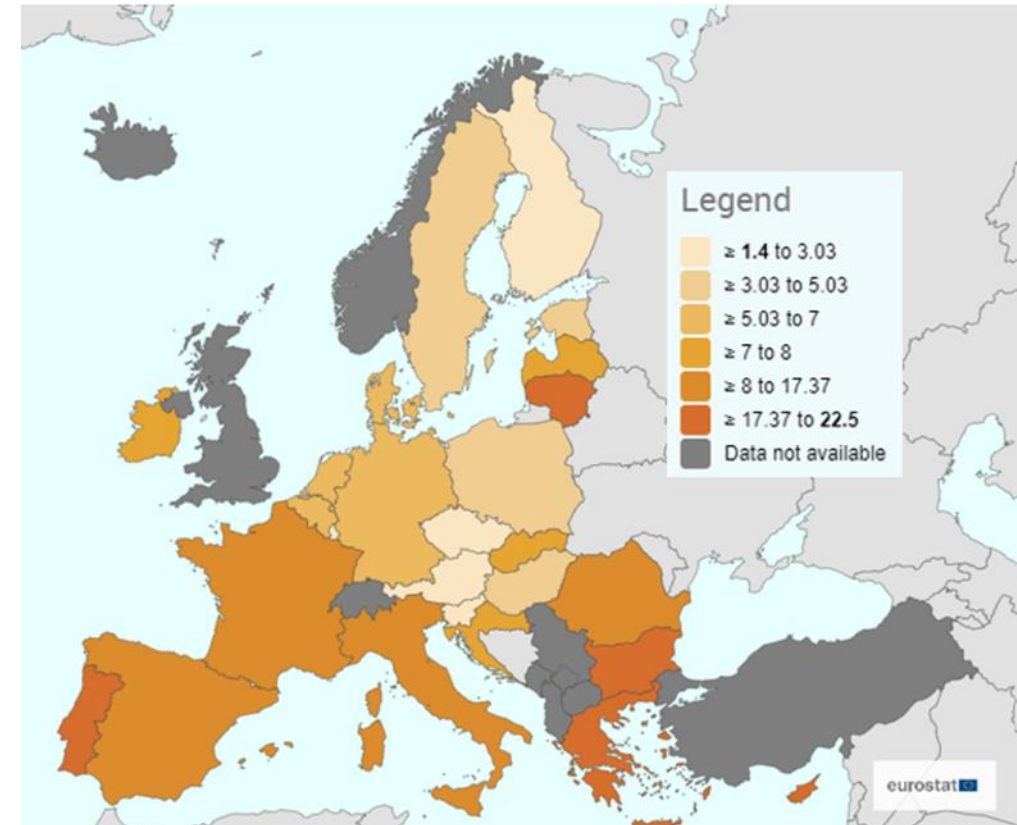 Legend
≥ 1.4 to 3.03
≥ 3.03 to 5.03
≥ 5.03 to 7
≥ 7 to 8
≥ 8 to 17.37
≥ 17.37 to 22.5
Data not available
eurostat